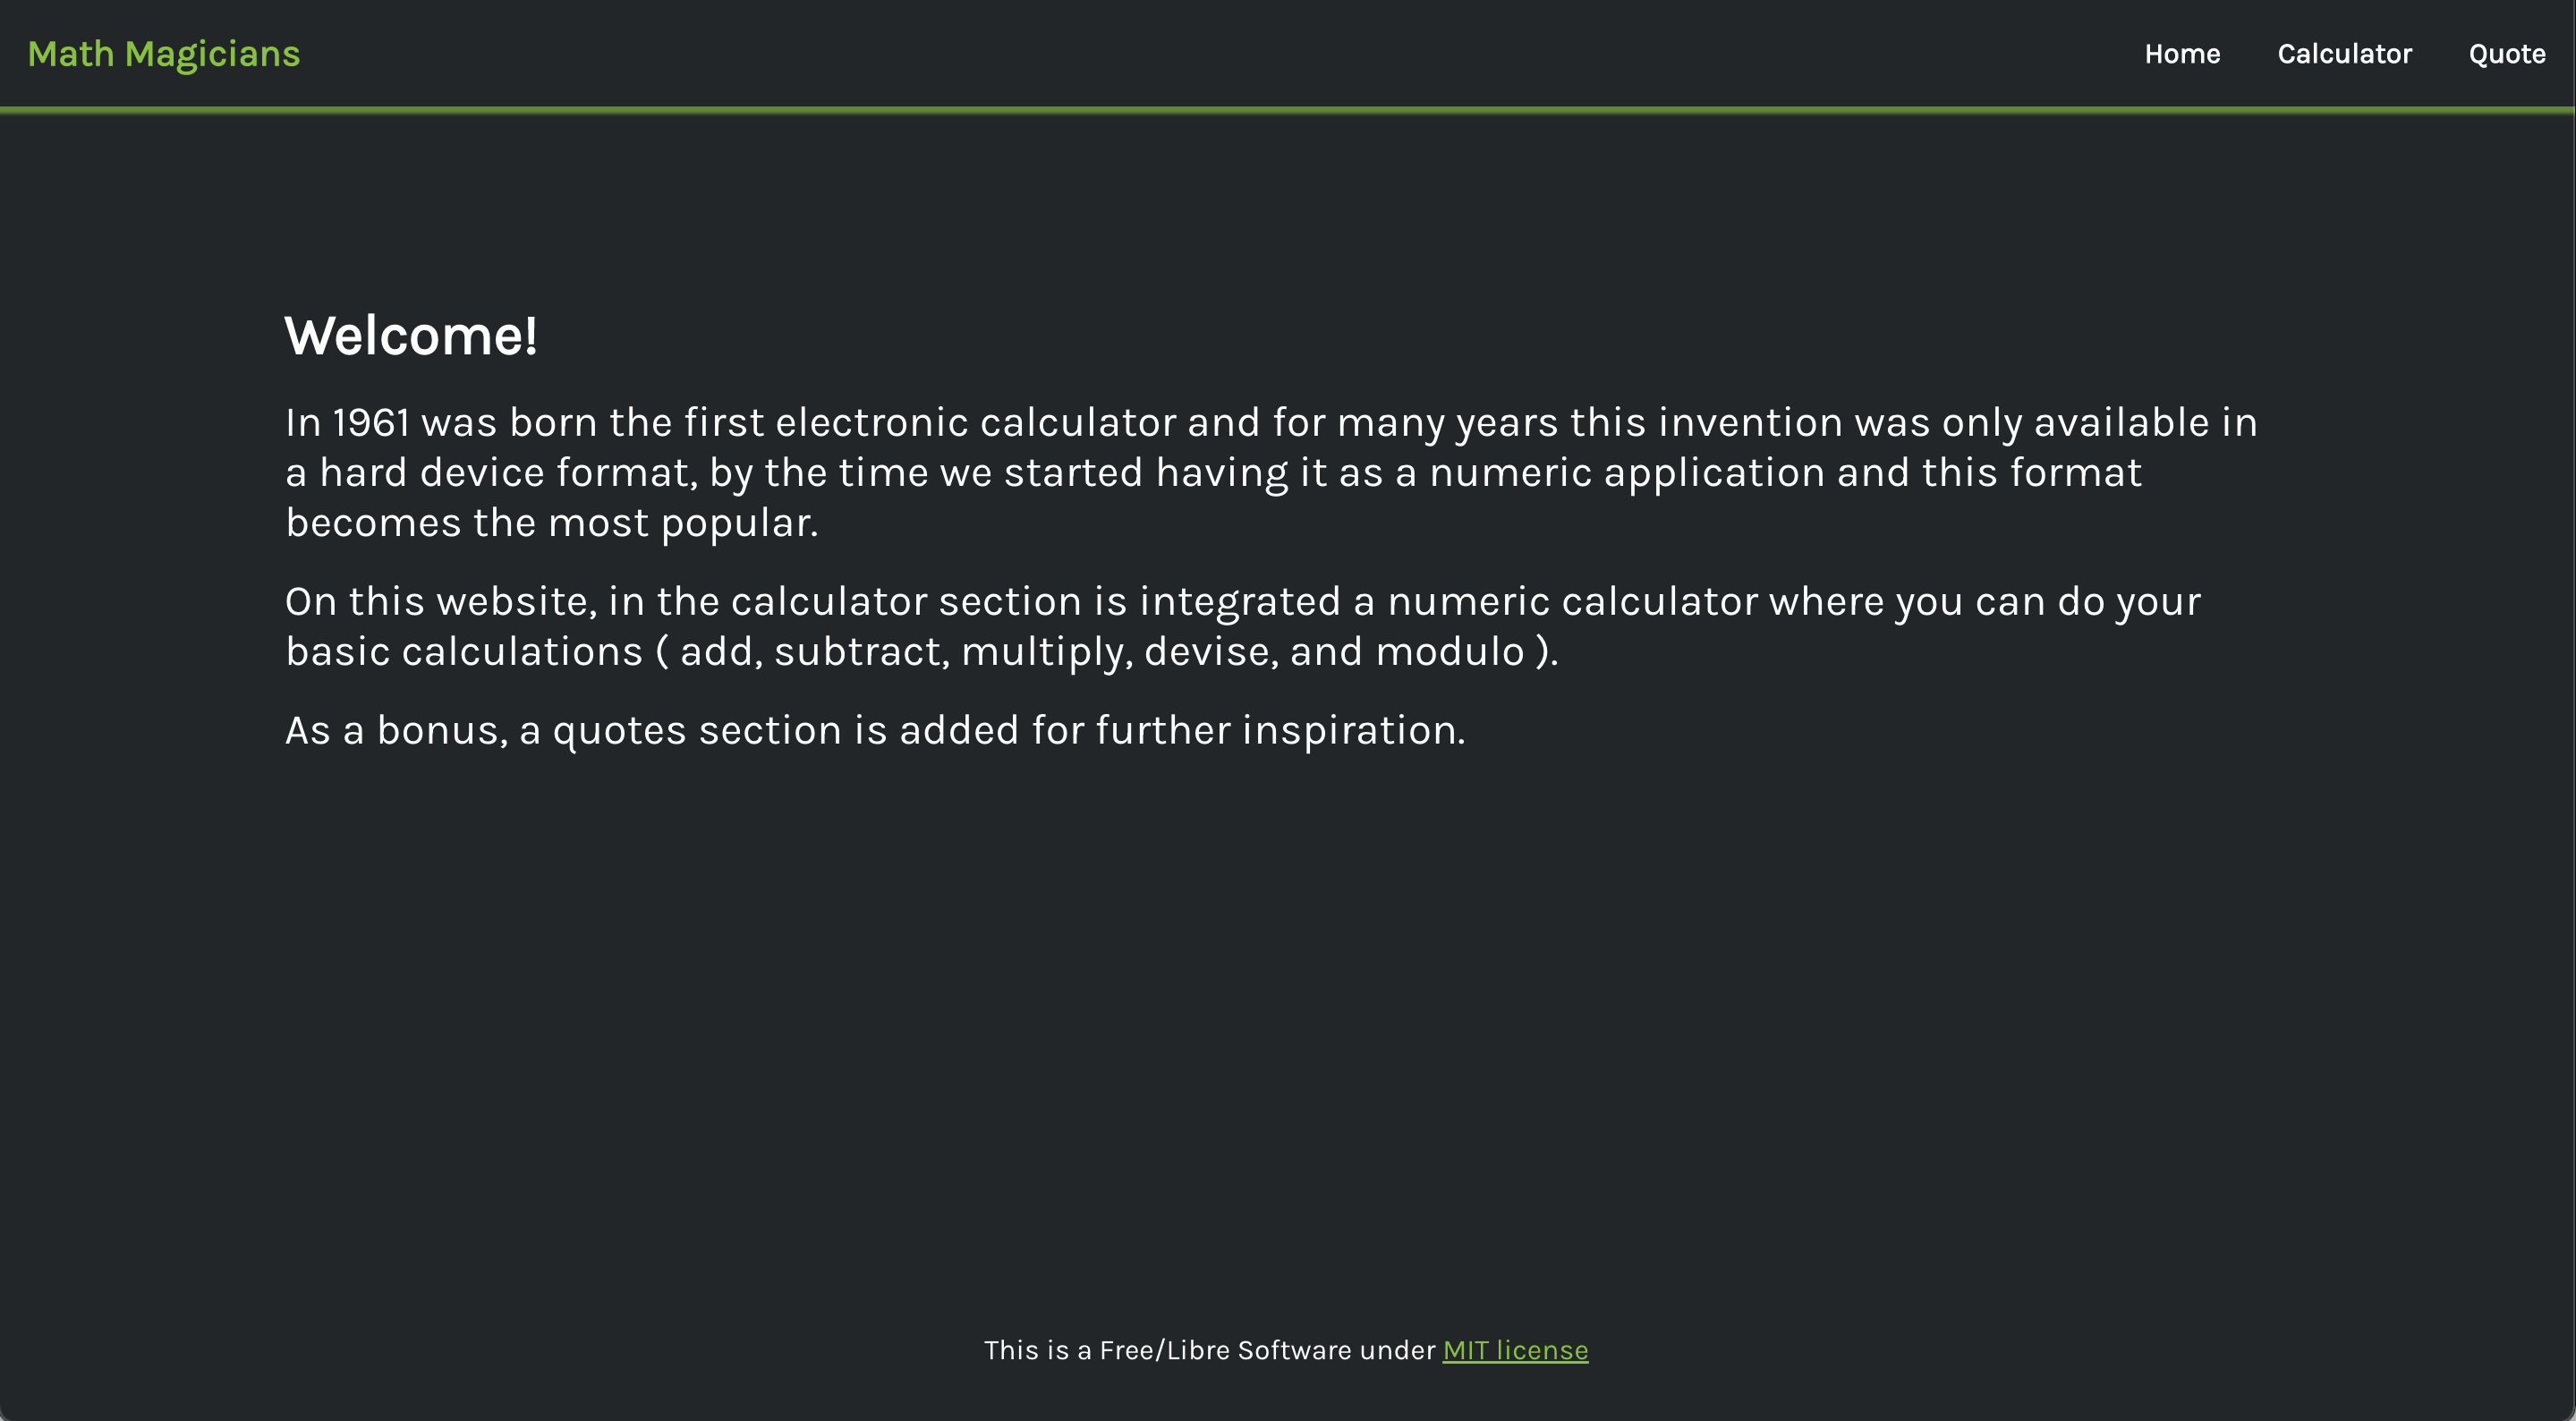 Math Magicians
Home Calculator Quote
Welcome!
In 1961 was born the first electronic calculator and for many years this invention was only available in
a hard device format, by the time we started having it as a numeric application and this format
becomes the most popular.
On this website, in the calculator section is integrated a numeric calculator where you can do your
basic calculations ( add, subtract, multiply, devise, and modulo ).
As a bonus, a quotes section is added for further inspiration.
This is a Free/Libre Software under MIT license